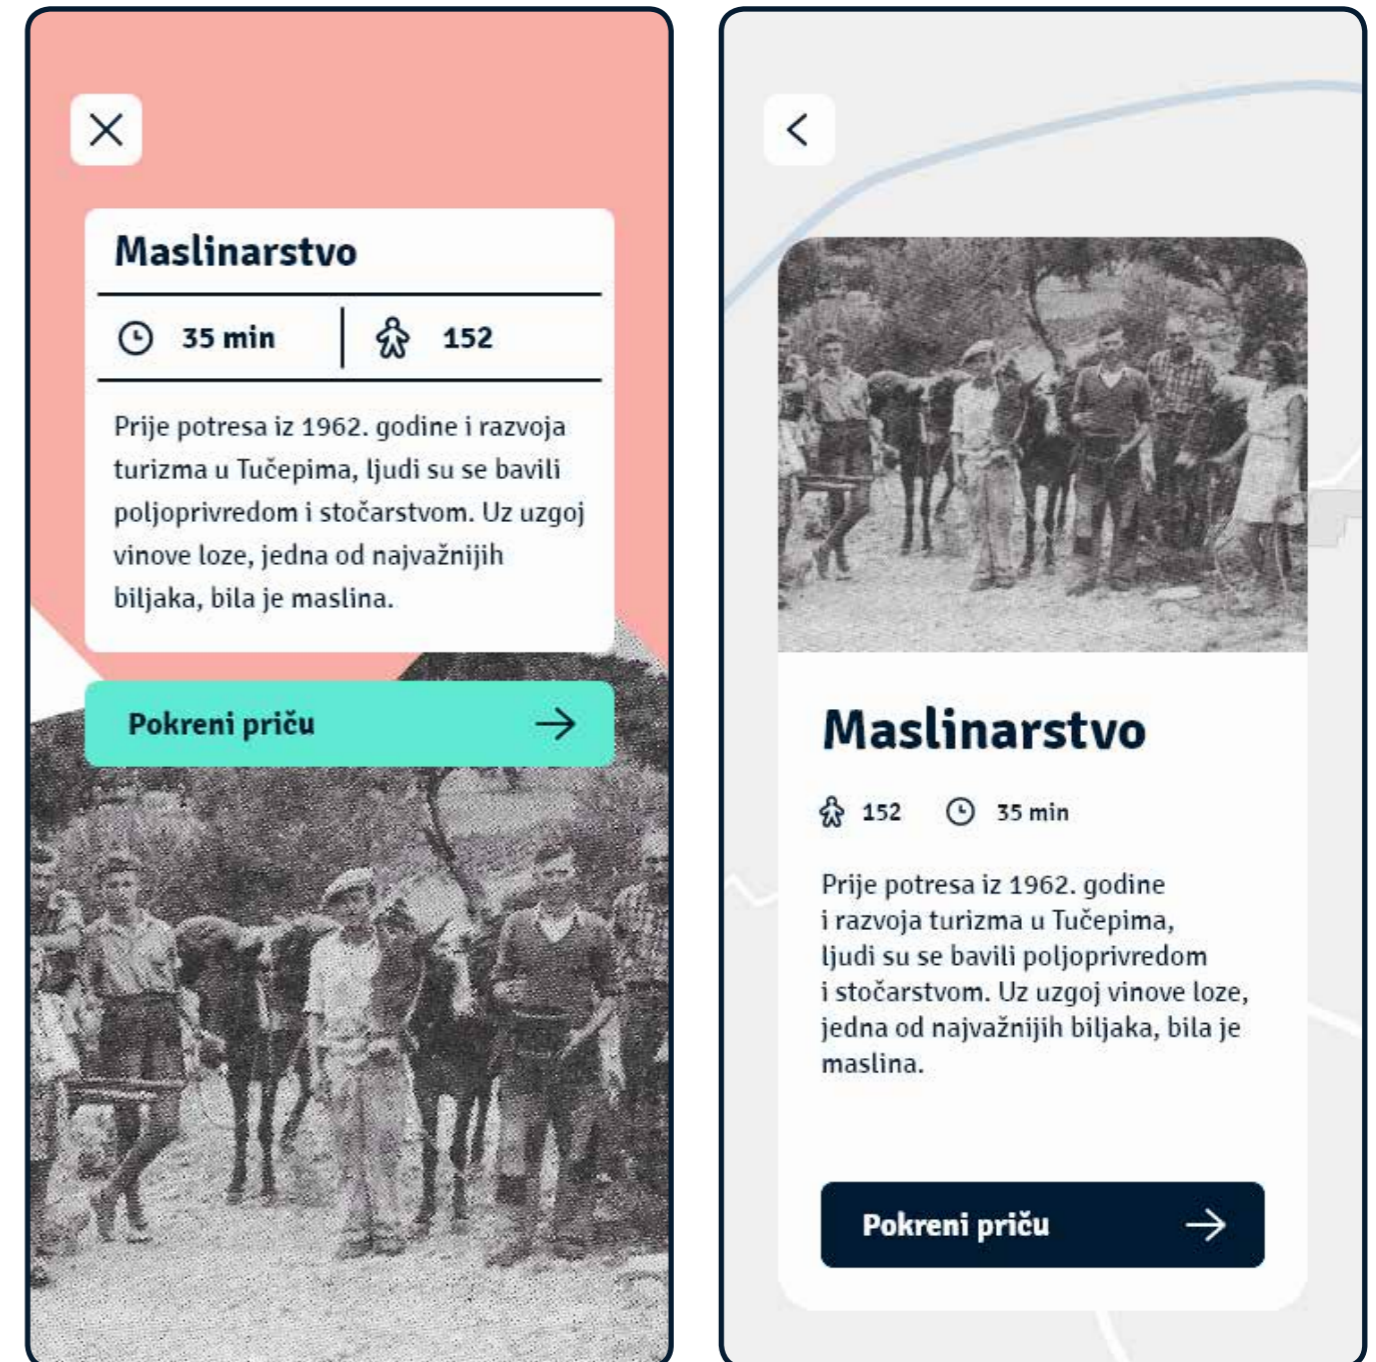 Maslinarstvo
35 min
152
Prije potresa iz 1962. godine i razvoja
turizma u Tučepima, ljudi su se bavili
poljoprivredom i stočarstvom. Uz uzgoj
vinove loze, jedna od najvažnijih
biljaka, bila je maslina.
Pokreni priču
Maslinarstvo
152
35 min
Prije potresa iz 1962. godine
i razvoja turizma u Tučepima,
ljudi su se bavili poljoprivredom
i stočarstvom. Uz uzgoj vinove loze,
jedna od najvažnijih biljaka, bila je
maslina.
Pokreni priču